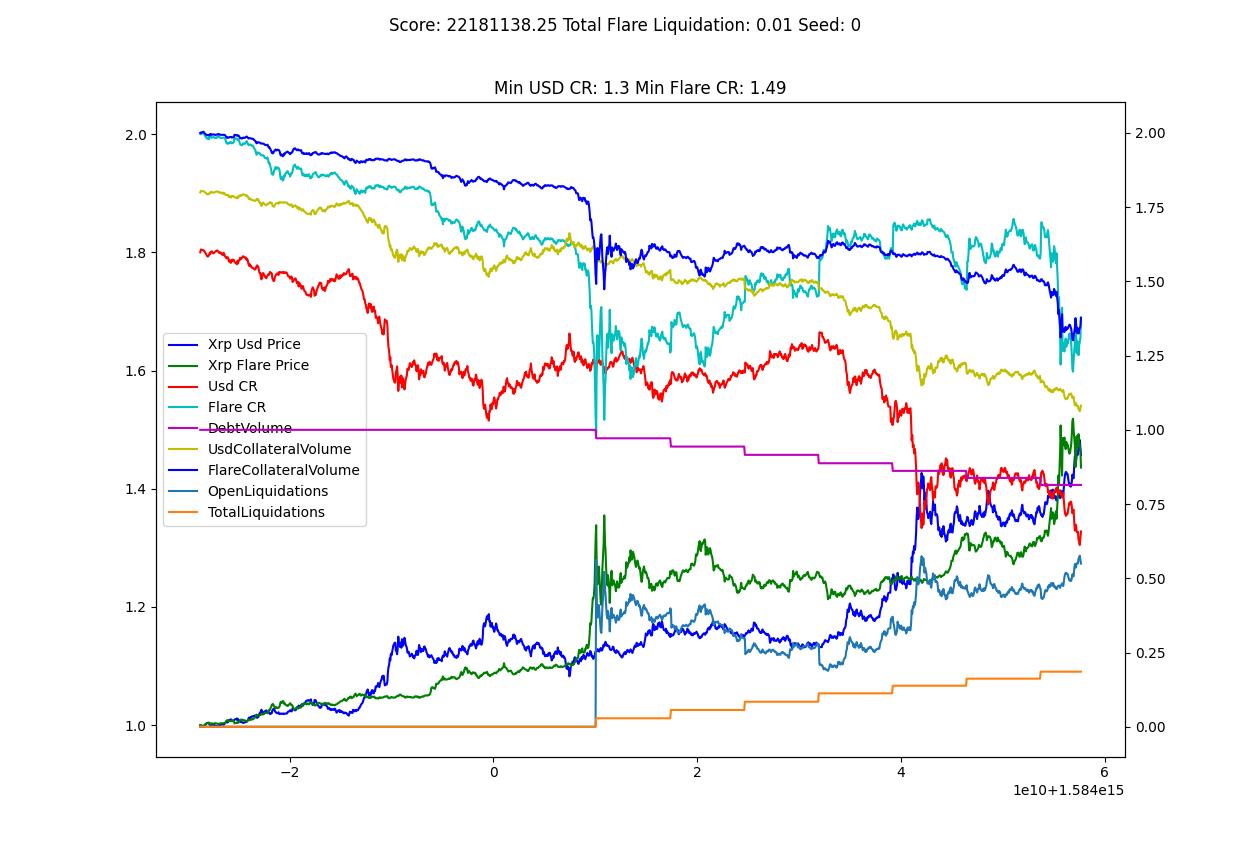 Score: 22181138.25 Total Flare Liquidation: 0.01 Seed: 0
Min USD CR: 1.3 Min Flare CR: 1.49
2.0
1.8
1.6
1.4
1.2
1.0
2.00
1.75
1.50
1.25
1.00
0.75
0.50
0.25
0.00
Xrp Usd Price
Xrp Flare Price
Usd CR
Flare CR
DebtVolume
UsdCollateralVolume
FlareCollateralVolume
OpenLiquidations
TotalLiquidations
−2
0
2
4
6
1e10+1.584e15